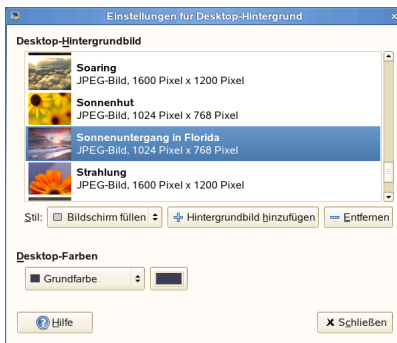 Einstellungen für Desktop-Hintergrund
Desktop-Hintergrundbild
Soaring
JPEG-Bild, 1600 Pixel x 1200 Pixel
Sonnenhut
JPEG-Bild, 1024 Pixel x 768 Pixel
Sonnenuntergang in Florida
JPEG-Bild, 1024 Pixel x 768 Pixel
Strahlung
JPEG-Bild, 1600 Pixel x 1200 Pixel
Stil: Bildschirm füllen Hintergrundbild hinzufügen Entfernen
Desktop-Farben
Grundfarbe
Hilfe Schließen